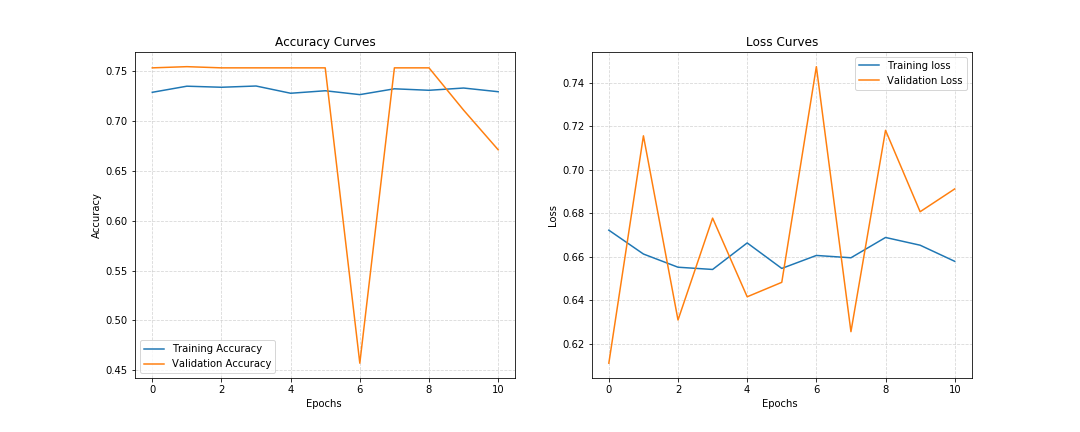 Accuracy Curves
0.75
0.70
0.65
0.60
0.55
0.50
0.45
Accuracy
Training Accuracy
Validation Accuracy
0 2 4 6 8 10
Epochs
Loss Curves
0.74
0.72
0.70
0.68
0.66
0.64
0.62
Loss
Training loss
Validation Loss
0 2 4 6 8 10
Epochs